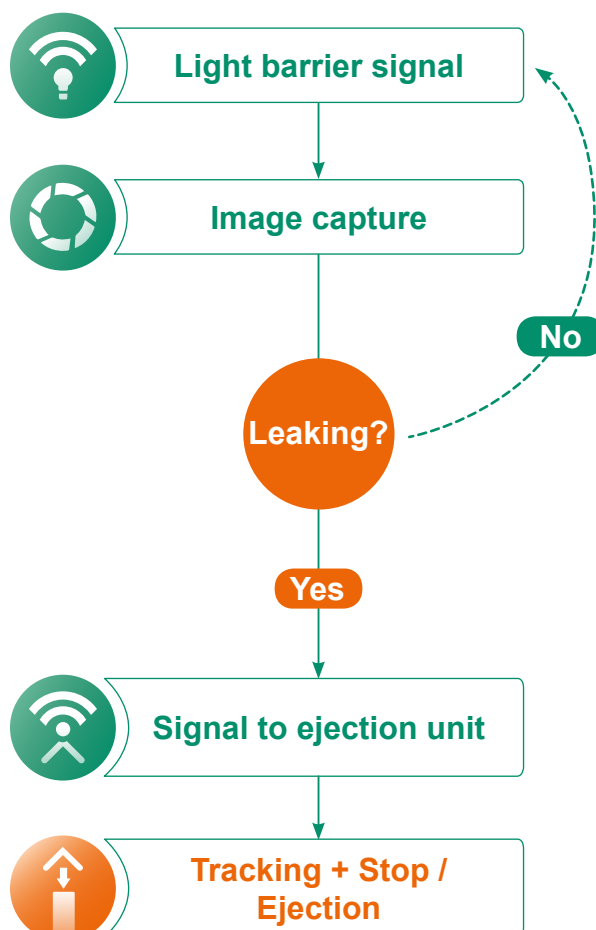 Light barrier signal
Image capture
No
Leaking?
Yes
Signal to ejection unit
Tracking + Stop /
Ejection